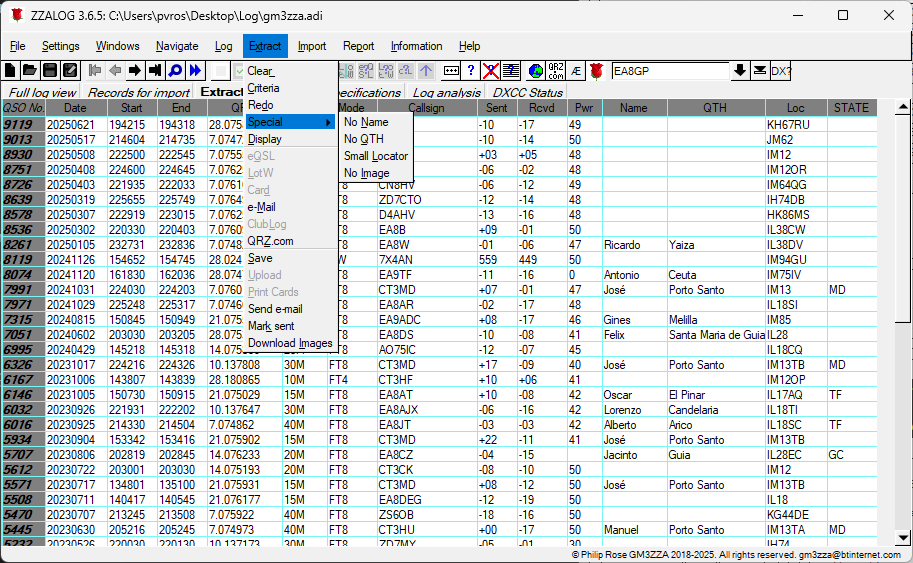 ZZALOG 3.6.5: C:\Users\pvros\Desktop\Log\gm3zza.adi
File Settings Windows Navigate Log Extract Import Report Information Help
QRZ .com Æ EA8GP DX?
Full log view Records for import Extract Log analysis DXCC Status
QSO No. Date Start End Mode Callsign Sent Rcvd Pwr Name QTH Loc STATE
Clear
Criteria
Redo
Special
Display
eQSL
LotW
Card
e-Mail
ClubLog
QRZ.com
Save
Upload
Print Cards
Send e-mail
Mark sent
Download Images
No Name
No QTH
Small Locator
No Image
9119 20250621 194215 194318 28.075 -10 -17 49 KH67RU
9013 20250517 214604 214735 7.0747 -10 -14 50 JM62
8930 20250508 222500 222545 7.0755 +03 +05 48 IM12
8751 20250408 224600 224645 7.0762 -06 -12 48 IM12OR
8726 20250403 221935 222033 7.0761 CN8HV -06 -02 49 IM64QG
8639 20250319 225655 225749 7.0764 T8 ZD7CTO -12 -14 50 IH74DB
8578 20250307 222919 223015 7.0762 T8 D4AHV -13 -16 48 HK86MS
8536 20250302 220330 220403 7.0760 T8 EA8B +09 -01 50 IL38CW
8261 20250105 232731 232836 7.0748 T8 EA8W -01 -06 47 Ricardo Yaiza IL38DV
8119 20241126 154652 154745 28.024 W 7X4AN 559 449 50 IM94GU
8074 20241120 161830 162036 28.074 T8 EA9TF -11 -16 0 Antonio Ceuta IM75IV
7991 20241031 224030 224203 7.0760 T8 CT3MD +07 -01 47 José Porto Santo IM13 MD
7971 20241029 225248 225317 7.0746 T8 EA8AR -02 -17 48 IL18SI
7315 20240815 150845 150949 21.075 T8 EA9ADC +08 -17 46 Gines Melilla IM85
7051 20240602 203030 203205 28.075 T8 EA8DS -10 -08 41 Felix Santa Maria de Guia IL28GD
6995 20240429 145218 145318 14.075 T8 AO75IC -12 -07 45 IL18CQ
6326 20231017 224216 224326 10.137808 30M FT8 CT3MD +17 -09 40 José Porto Santo IM13TB MD
6167 20231006 143807 143839 28.180865 10M FT4 CT3HF +10 +06 41 IM12OP
6146 20231005 150730 150915 21.075029 15M FT8 EA8AT +10 -08 42 Oscar El Pinar IL17AQ TF
6032 20230926 221931 222202 10.137647 30M FT8 EA8AJX -06 -16 42 Lorenzo Candelaria IL18TI
6016 20230925 214330 214504 7.074862 40M FT8 EA8JT -03 -03 42 Alberto Arico IL18SC TF
5934 20230904 153342 153416 21.075902 15M FT8 CT3MD +22 -11 41 José Porto Santo IM13TB
5707 20230806 202819 202845 14.076233 20M FT8 EA8CZ -04 -15 Jacinto Guia IL28EC GC
5612 20230722 203001 203030 14.075193 20M FT8 CT3CK -08 -10 50 IM12
5571 20230717 134801 135100 21.075931 15M FT8 CT3MD +08 -12 50 José Porto Santo IM13TB
5508 20230711 140417 140545 21.076177 15M FT8 EA8DEG -12 -19 50 IL18
5470 20230707 213245 213508 7.075922 40M FT8 ZS6OB -18 -16 50 KG44DE
5445 20230630 205216 205245 7.074973 40M FT8 CT3HU +00 -17 50 Manuel Porto Santo IM13TA MD
5232 20230526 220030 220130 10.137173 30M FT8 ZD7MY -05 -01 30 IH74
© Philip Rose GM3ZZA 2018-2025. All rights reserved. gm3zza@btinternet.com